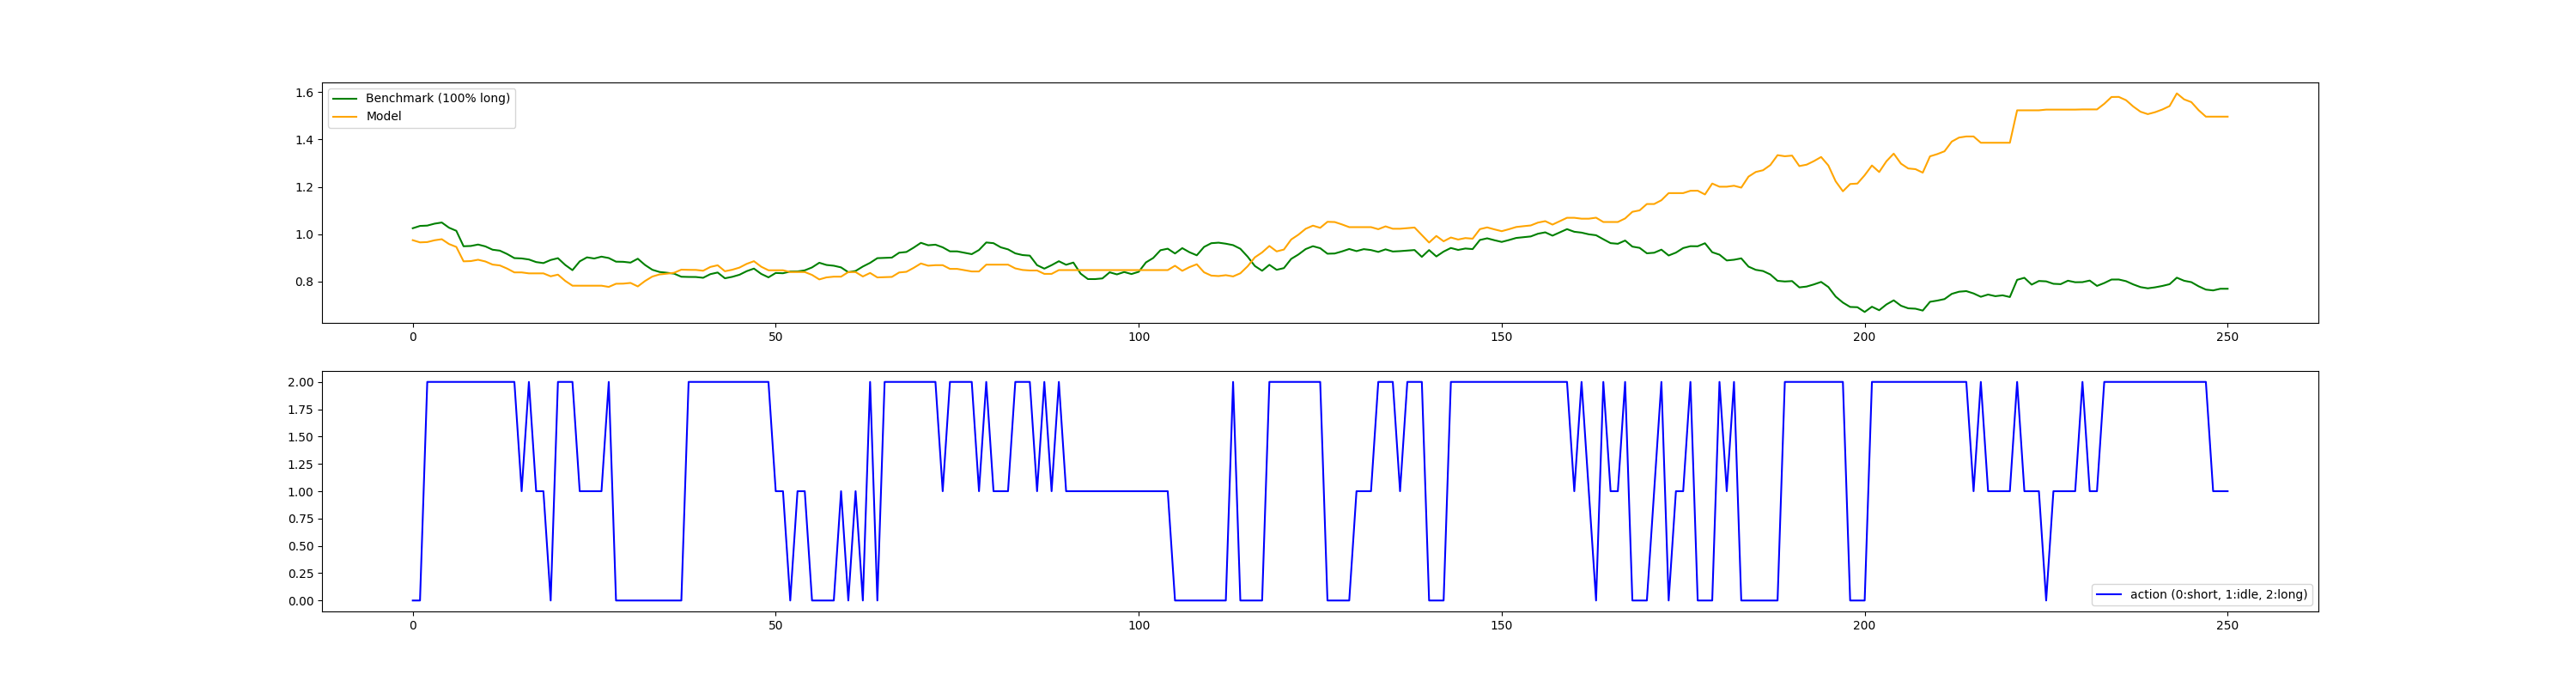 1.6
1.4
1.2
1.0
0.8
Benchmark (100% long)
Model
0 50 100 150 200 250
2.00
1.75
1.50
1.25
1.00
0.75
0.50
0.25
0.00
action (0:short, 1:idle, 2:long)
0 50 100 150 200 250